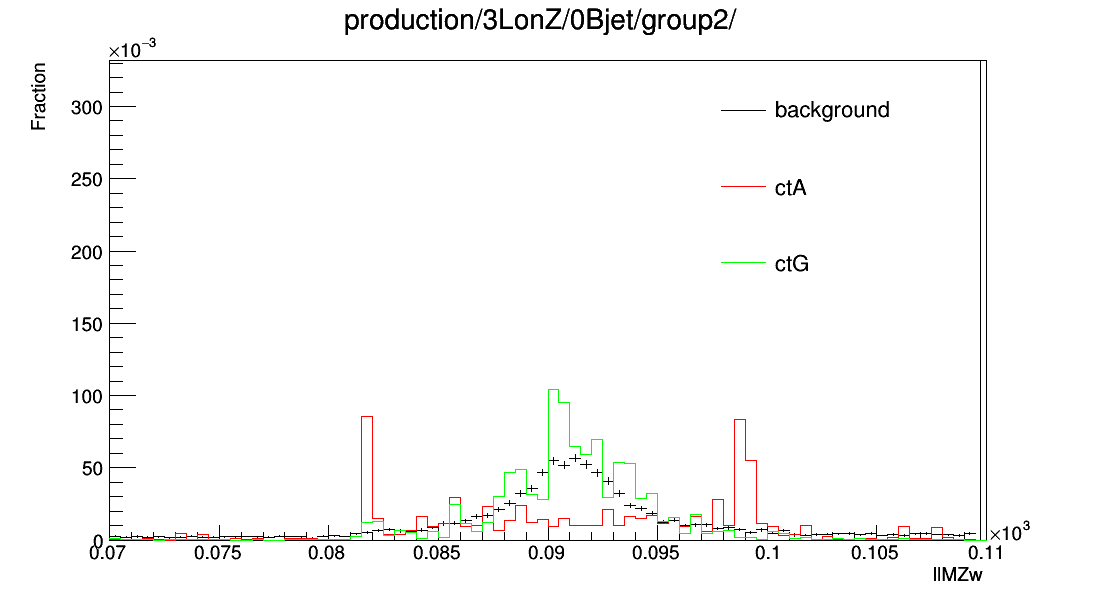 production/3LonZ/0Bjet/group2/
×10⁻³
Fraction
300
250
200
150
100
50
0
background
ctA
ctG
0.07 0.075 0.08 0.085 0.09 0.095 0.1 0.105 0.11
×10³
llMZw